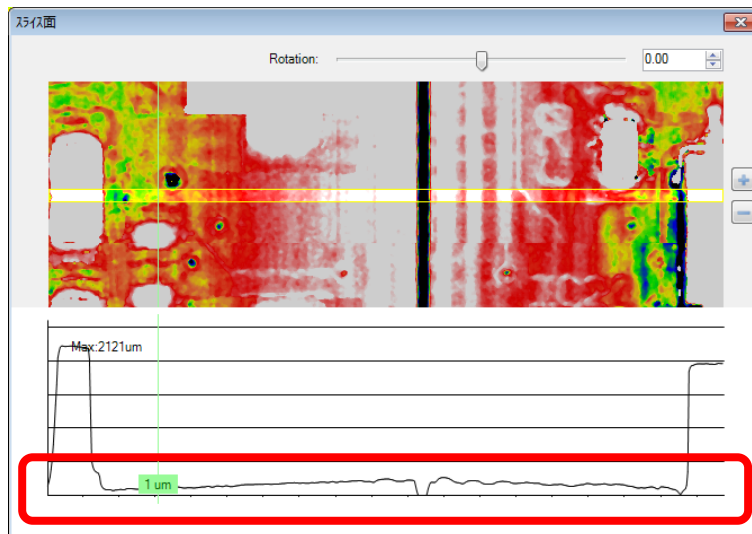 ｽﾗｲｽ面
Rotation:
0.00
Max:2121um
1 um